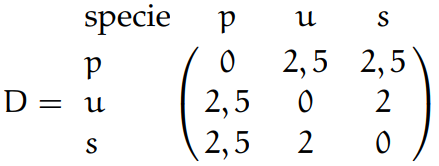 specie p u s
p 0 2,5 2,5
D = u 2,5 0 2
s 2,5 2 0